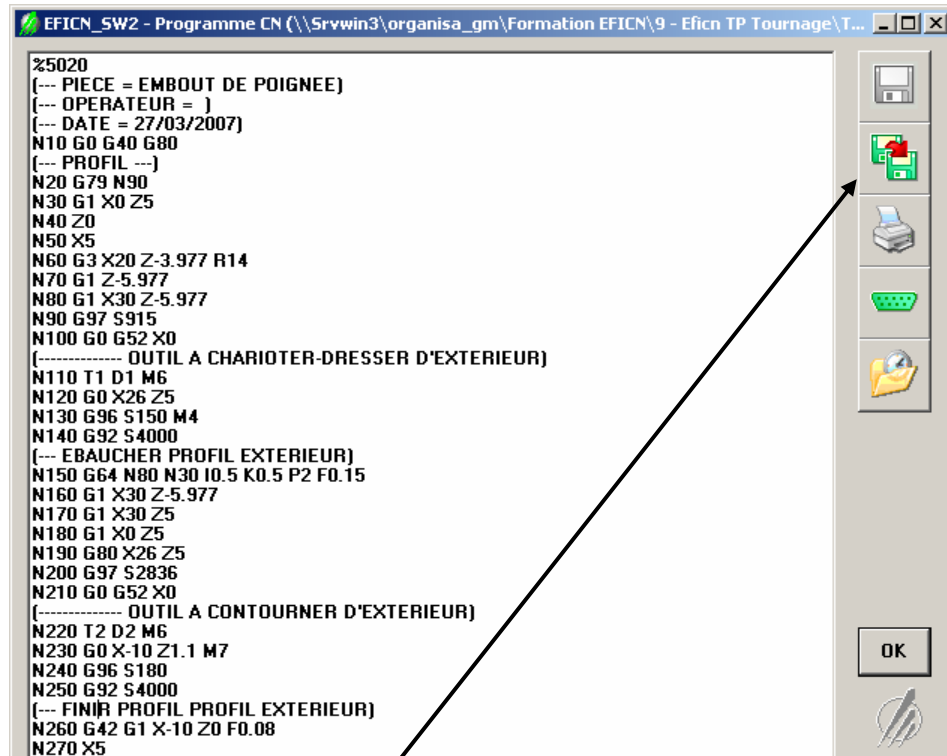 EFICN_SW2 - Programme CN (\\Srvwin3\organisa_gm\Formation EFICN\9 - Eficn TP Tournage\T...
%5020
(--- PIECE = EMBOUT DE POIGNEE)
(--- OPERATEUR = )
(--- DATE = 27/03/2007)
N10 G0 G40 G80
(--- PROFIL ---)
N20 G79 N90
N30 G1 X0 Z5
N40 Z0
N50 X5
N60 G3 X20 Z-3.977 R14
N70 G1 Z-5.977
N80 G1 X30 Z-5.977
N90 G97 S915
N100 G0 G52 X0
(-------------- OUTIL A CHARIOTER-DRESSER D'EXTERIEUR)
N110 T1 D1 M6
N120 G0 X26 Z5
N130 G96 S150 M4
N140 G92 S4000
(--- EBAUCHER PROFIL EXTERIEUR)
N150 G64 N80 N30 I0.5 K0.5 P2 F0.15
N160 G1 X30 Z-5.977
N170 G1 X30 Z5
N180 G1 X0 Z5
N190 G80 X26 Z5
N200 G97 S2836
N210 G0 G52 X0
(-------------- OUTIL A CONTOURNER D'EXTERIEUR)
N220 T2 D2 M6
N230 G0 X-10 Z1.1 M7
N240 G96 S180
N250 G92 S4000
(--- FINIR PROFIL PROFIL EXTERIEUR)
N260 G42 G1 X-10 Z0 F0.08
N270 X5
OK